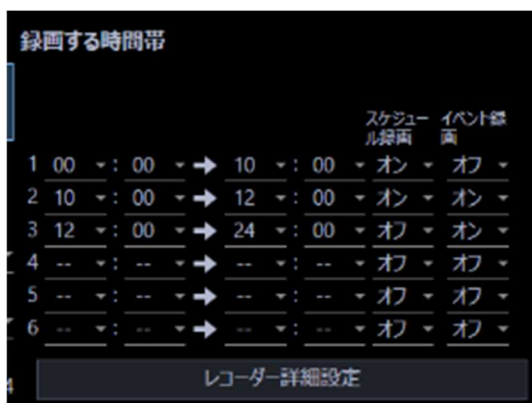 録画する時間帯
スケジュー イベント録
ル録画 画
1 00 : 00 → 10 : 00 オン オフ
2 10 : 00 → 12 : 00 オン オン
3 12 : 00 → 24 : 00 オフ オン
4 -- : -- → -- : -- オフ オフ
5 -- : -- → -- : -- オフ オフ
6 -- : -- → -- : -- オフ オフ
レコーダー詳細設定